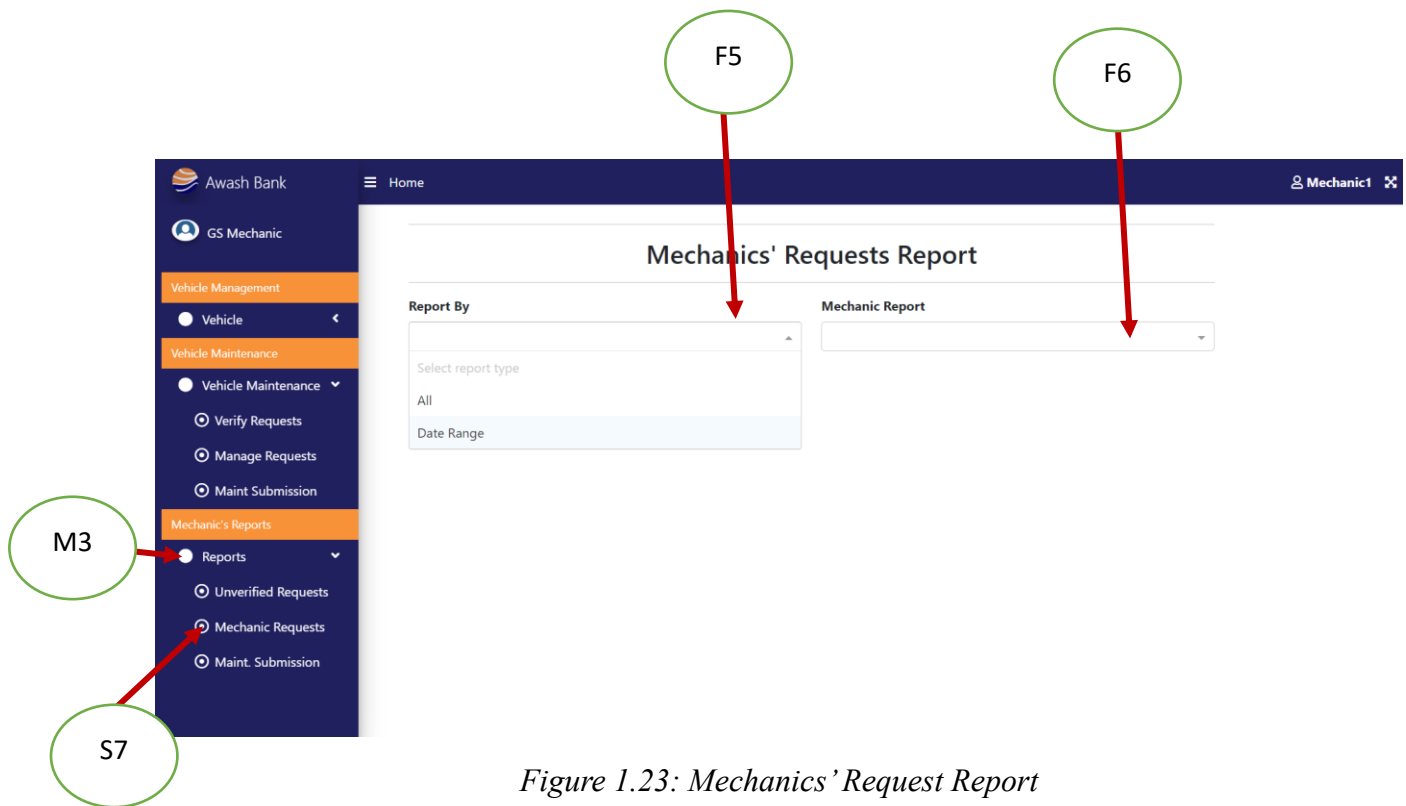 F5
F6
Awash Bank
Home
Mechanic1
GS Mechanic
Mechanics' Requests Report
Vehicle Management
Vehicle
Vehicle Maintenance
Vehicle Maintenance
Verify Requests
Manage Requests
Maint Submission
Mechanic's Reports
Reports
Unverified Requests
Mechanic Requests
Maint. Submission
Report By
Select report type
All
Date Range
Mechanic Report
M3
S7
Figure 1.23: Mechanics’ Request Report